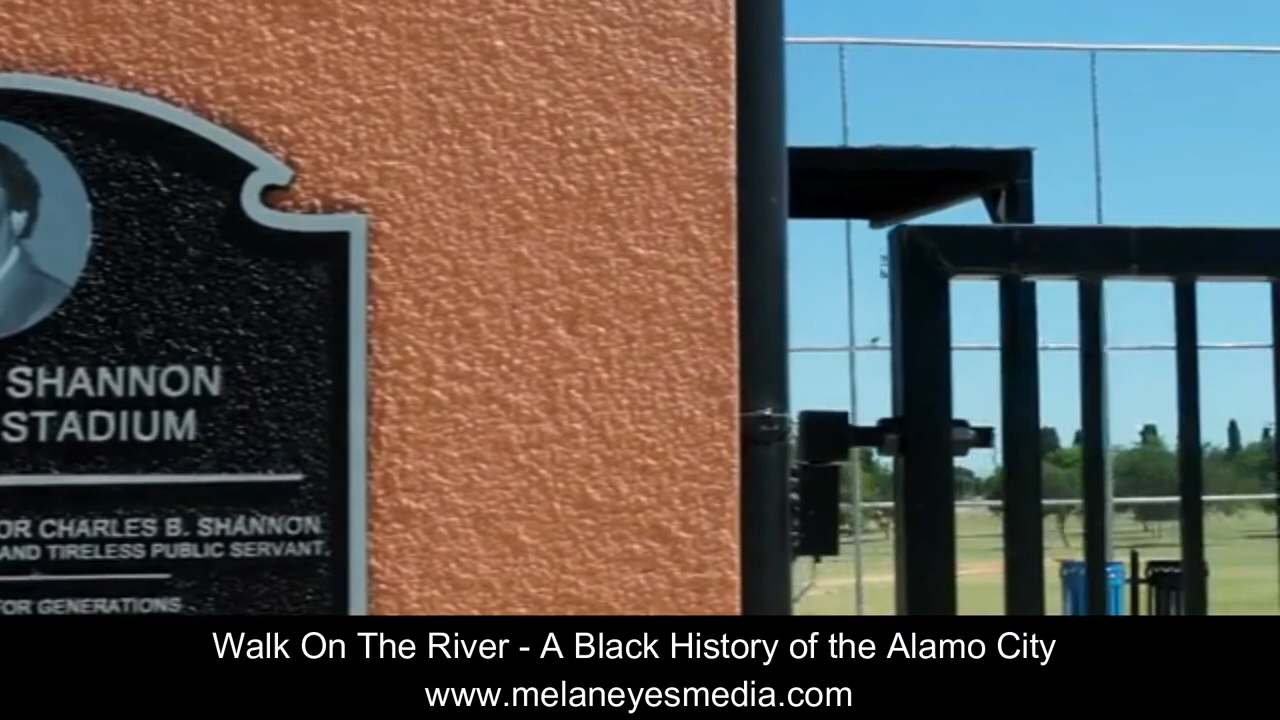 SHANNON
STADIUM
OR CHARLES B. SHANNON
AND TIRELESS PUBLIC SERVANT.
FOR GENERATIONS
Walk On The River - A Black History of the Alamo City
www.melaneyesmedia.com